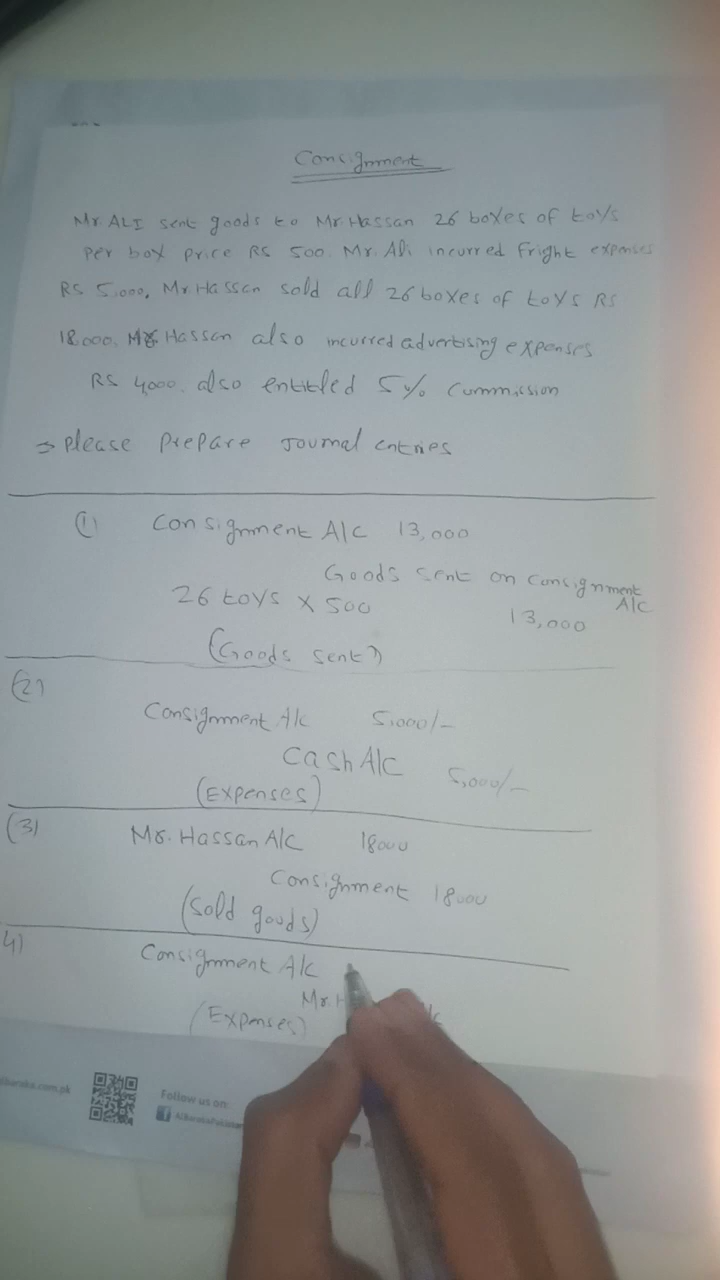 Consignment
Mr. ALI sent goods to Mr. Hassan 26 boxes of toys
per box price RS 500. Mr. Ali incurred Fright expenses
RS 5,000, Mr. Hassan sold all 26 boxes of toys RS
18,000, Mr Hassan also incurred advertising expenses
RS 4,000. also entitled 5% Cummission
⇒ please prepare Journal entries
(1) Consignment A/C 13,000
Goods sent on consignment A/C
26 toys × 500 13,000
(Goods sent)
(2)
Consignment A/C 5,000/-
Cash A/C 5,000/-
(Expenses)
(3) Mr. Hassan A/C 18000
Consignment 18000
(Sold goods)
4) Consignment A/C
Mr.
(Expenses)
Follow us on: